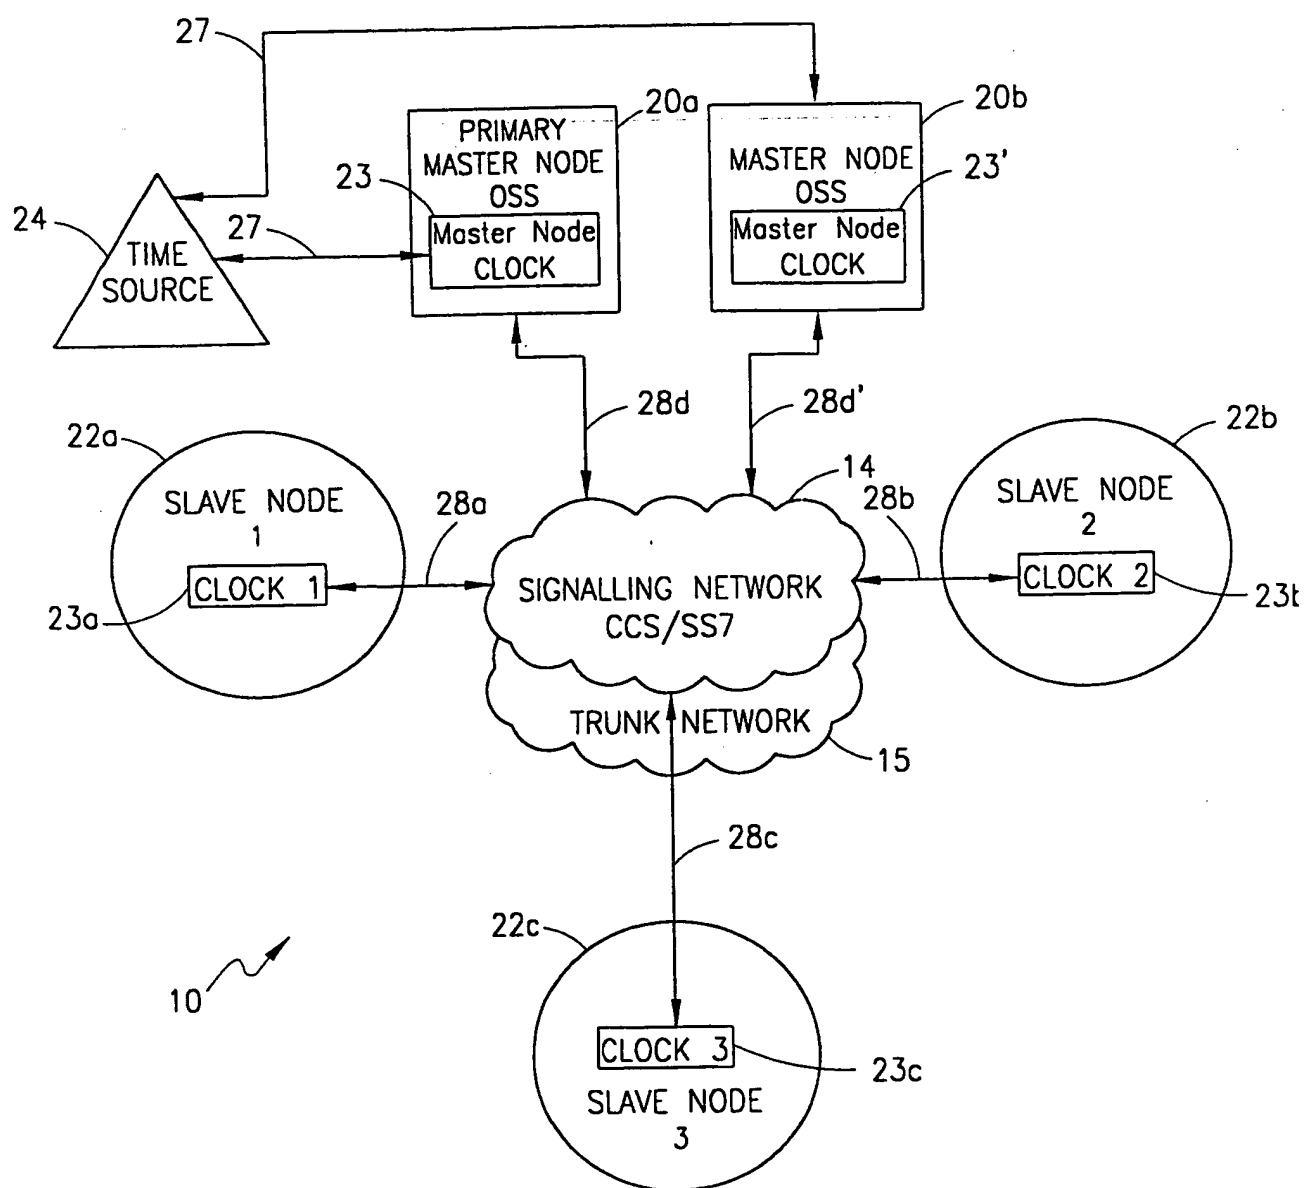 27
20a
20b
PRIMARY
MASTER NODE
OSS
23
Master Node
CLOCK
MASTER NODE
OSS
23'
Master Node
CLOCK
24
TIME
SOURCE
27
28d
28d'
22a
SLAVE NODE
1
CLOCK 1
23a
28a
14
SIGNALLING NETWORK
CCS/SS7
TRUNK NETWORK
15
28b
22b
SLAVE NODE
2
CLOCK 2
23b
28c
22c
CLOCK 3
23c
SLAVE NODE
3
10